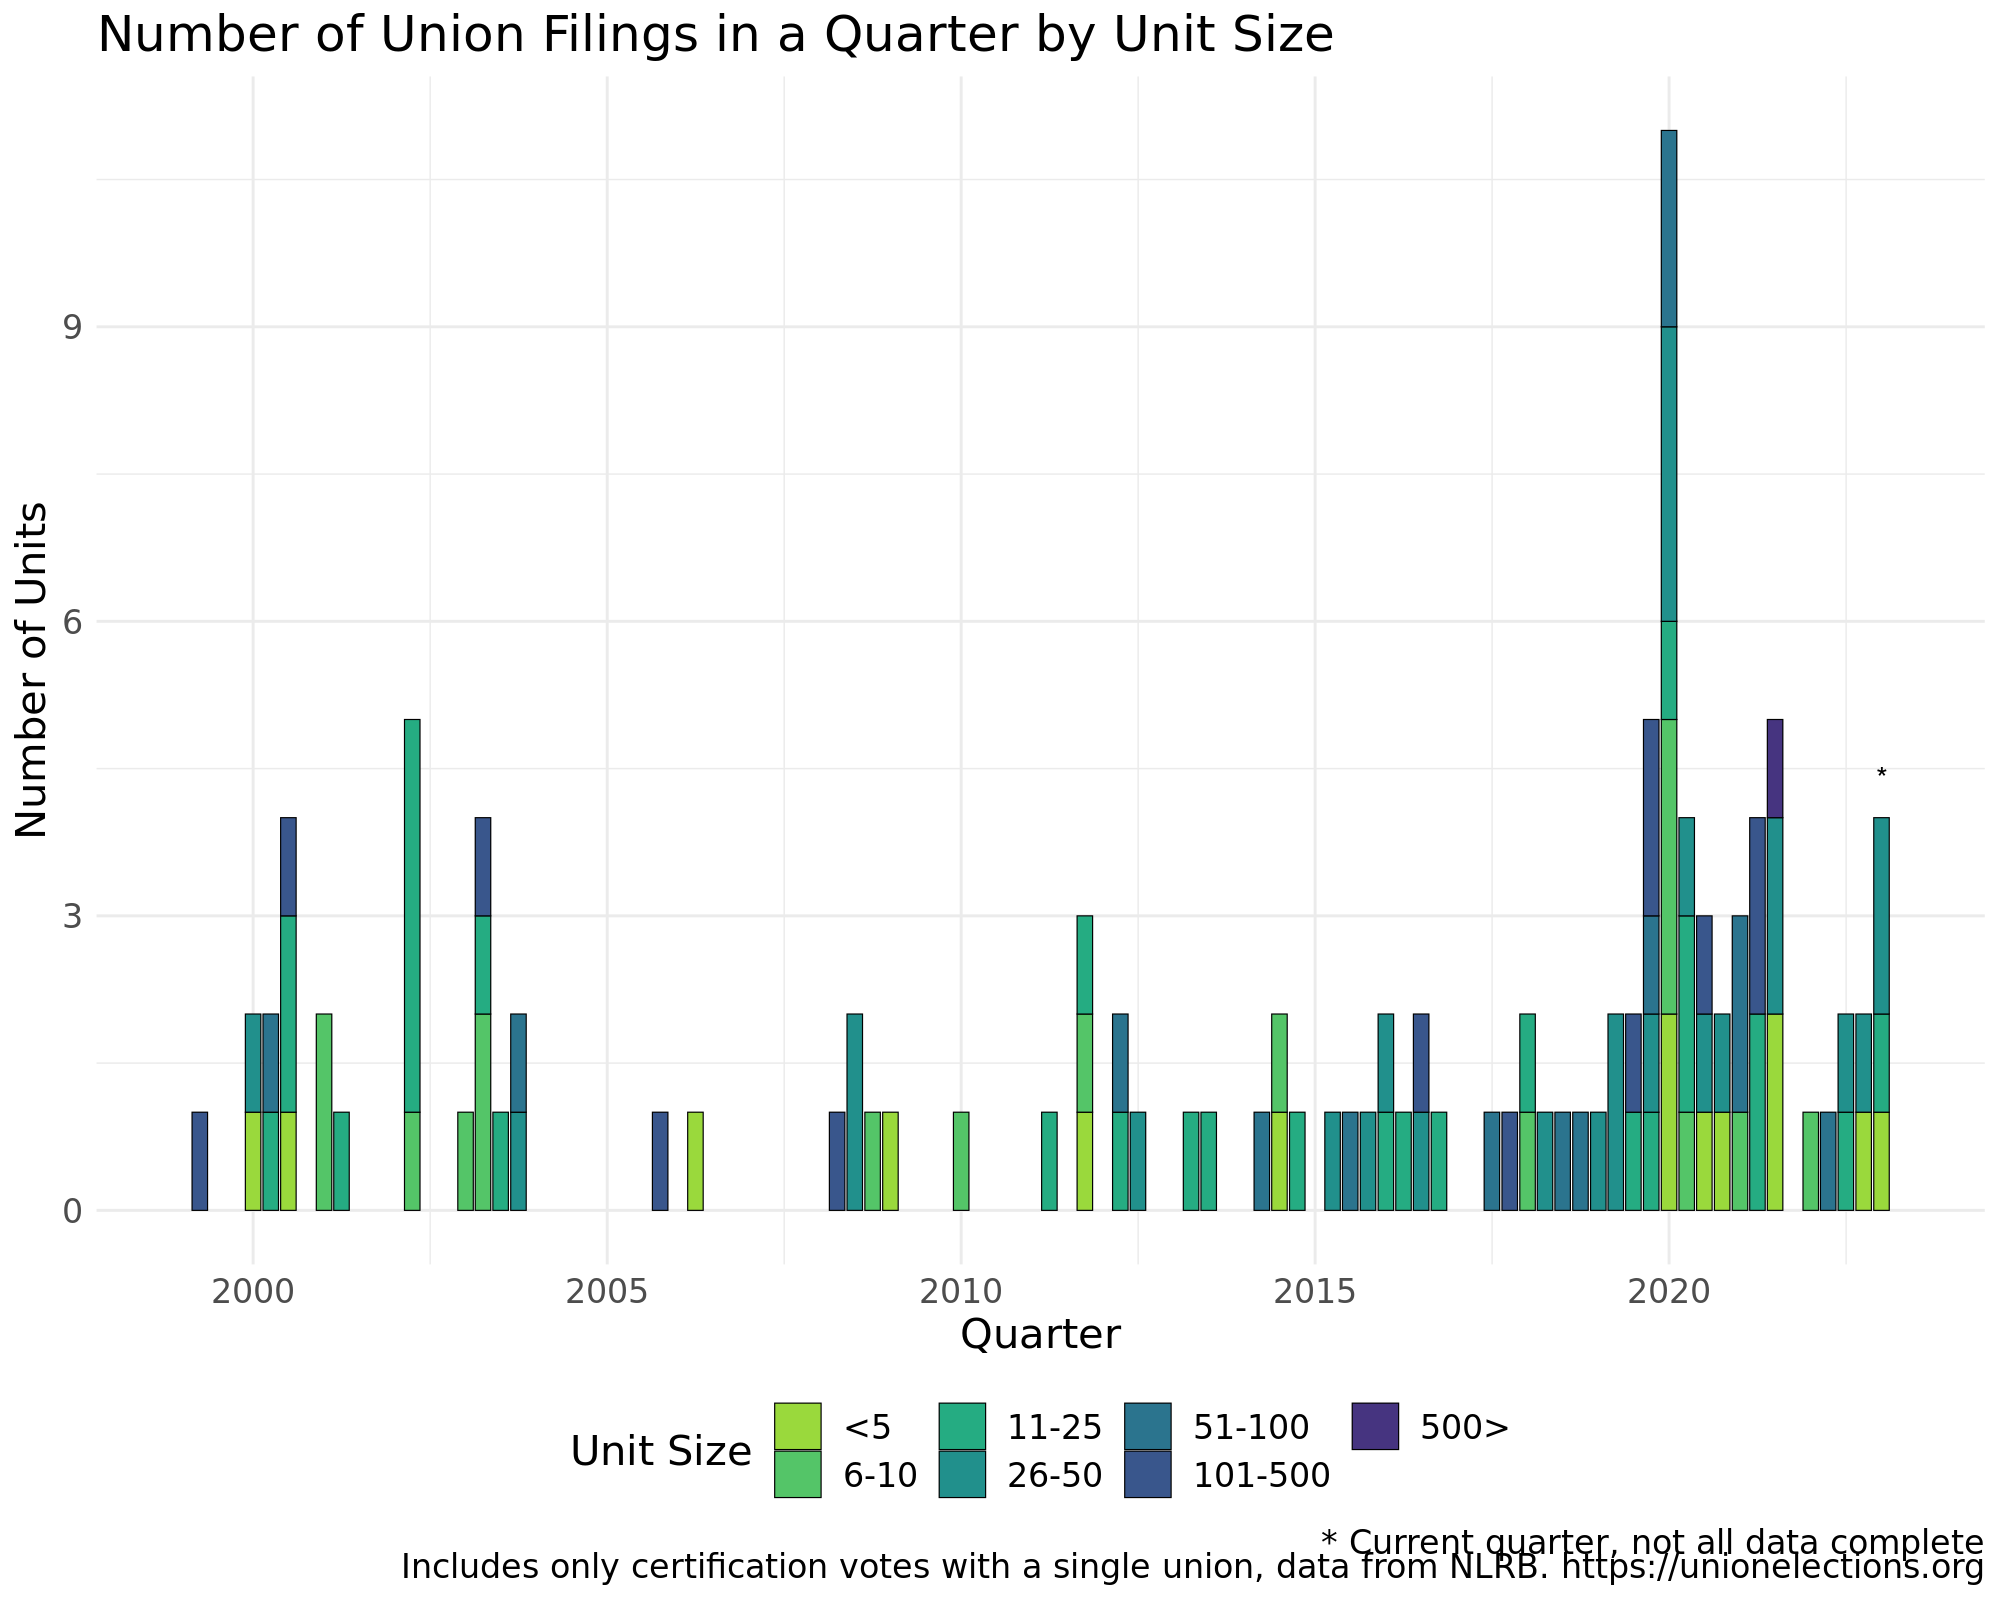 Number of Union Filings in a Quarter by Unit Size
Number of Units
9
6
3
0
*
2000 2005 2010 2015 2020
Quarter
Unit Size
<5 11-25 51-100 500>
6-10 26-50 101-500
* Current quarter, not all data complete
Includes only certification votes with a single union, data from NLRB. https://unionelections.org